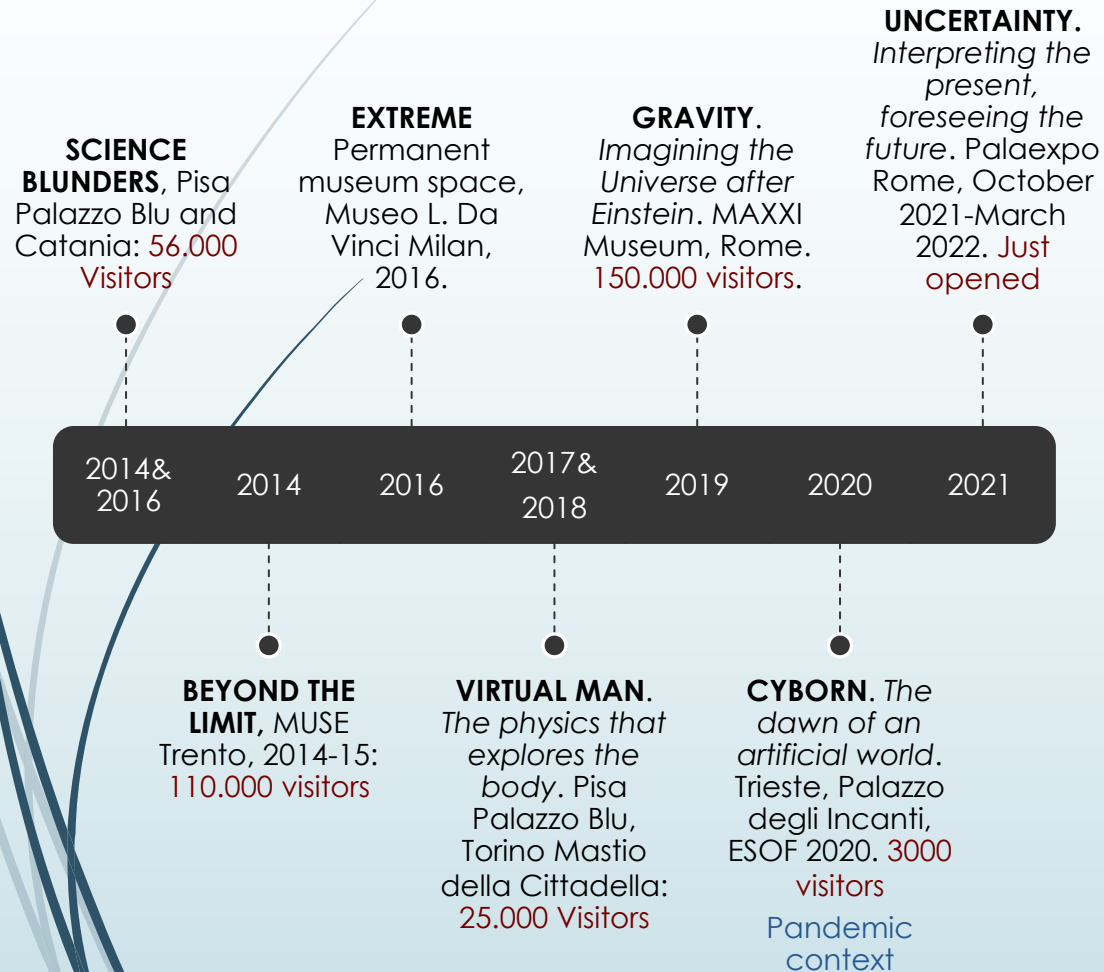 SCIENCE
BLUNDERS, Pisa
Palazzo Blu and
Catania: 56.000
Visitors
EXTREME
Permanent
museum space,
Museo L. Da
Vinci Milan,
2016.
GRAVITY.
Imagining the
Universe after
Einstein. MAXXI
Museum, Rome.
150.000 visitors.
UNCERTAINTY.
Interpreting the
present,
foreseeing the
future. Palaexpo
Rome, October
2021-March
2022. Just
opened
2014&
2016
2014
2016
2017&
2018
2019
2020
2021
BEYOND THE
LIMIT, MUSE
Trento, 2014-15:
110.000 visitors
VIRTUAL MAN.
The physics that
explores the
body. Pisa
Palazzo Blu,
Torino Mastio
della Cittadella:
25.000 Visitors
CYBORN. The
dawn of an
artificial world.
Trieste, Palazzo
degli Incanti,
ESOF 2020. 3000
visitors
Pandemic
context